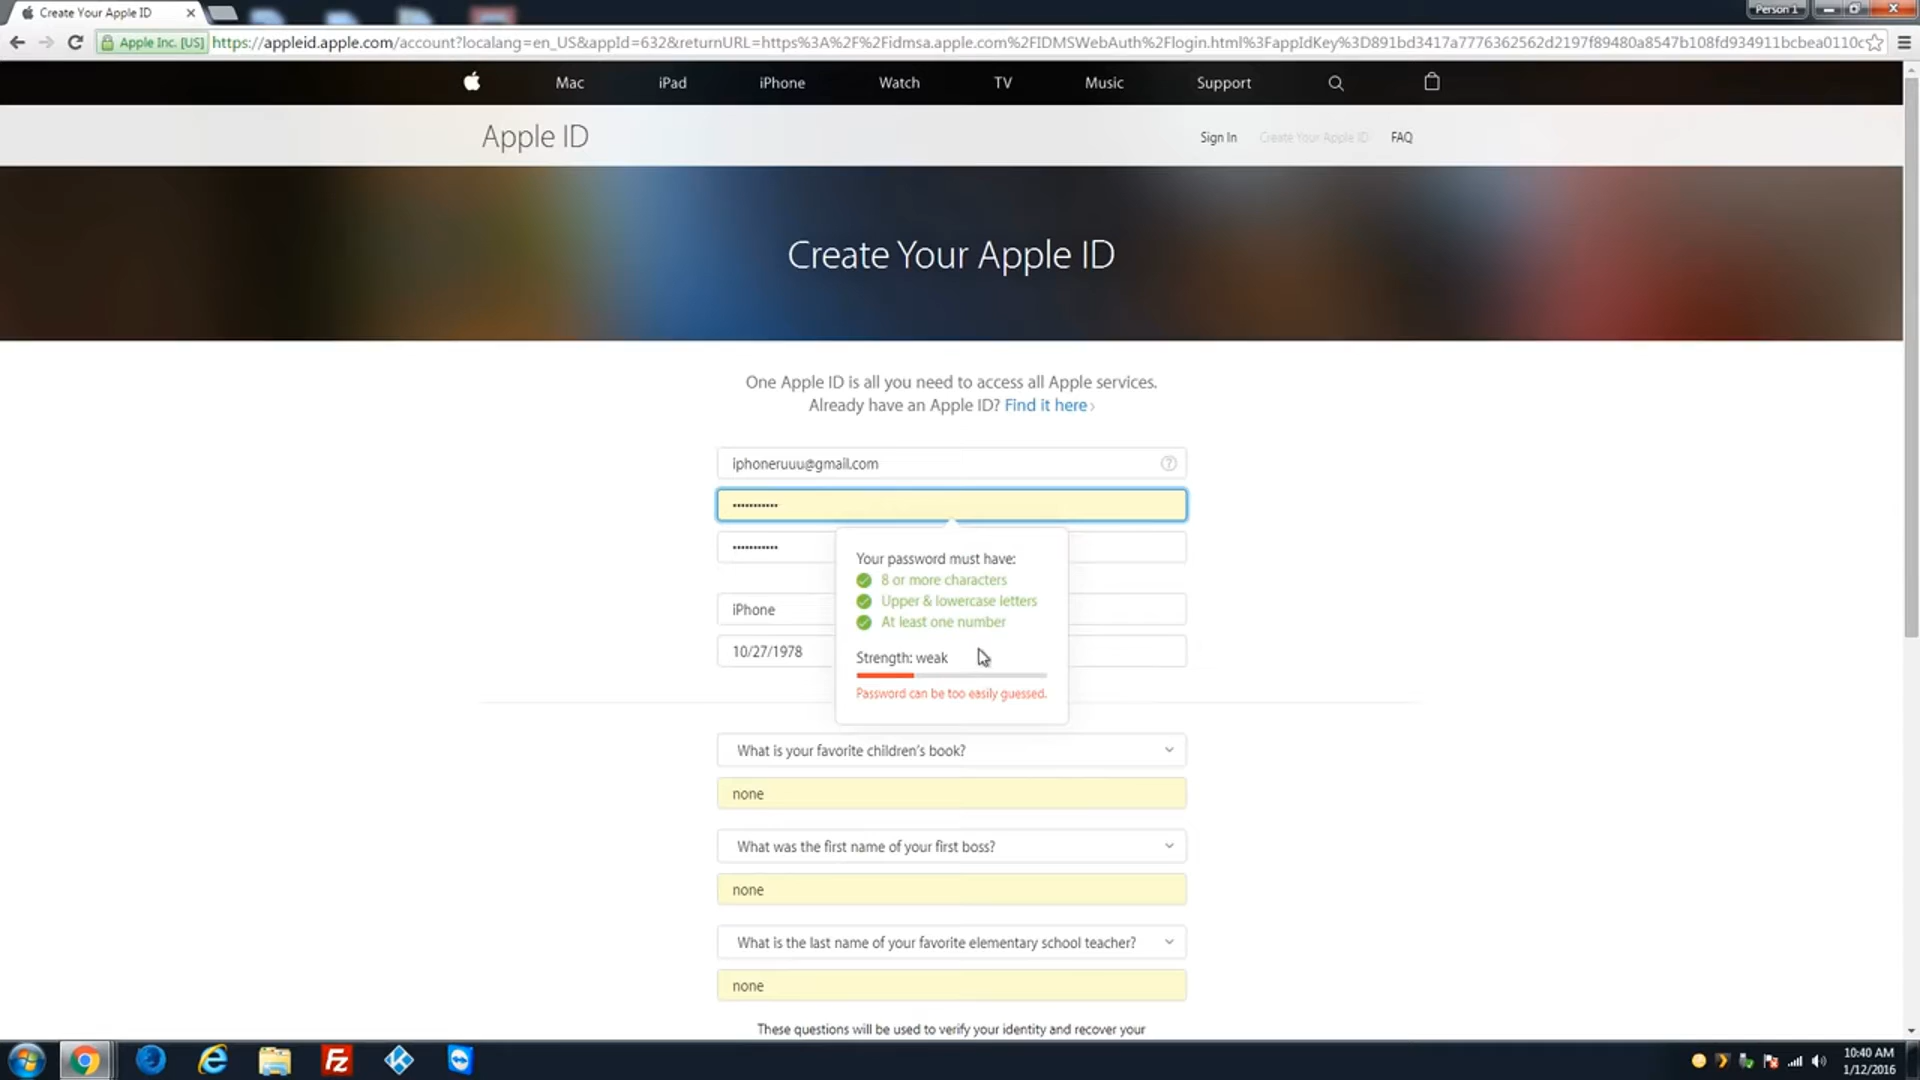 Create Your Apple ID
Person 1
Apple Inc. [US]
https://appleid.apple.com/account?localang=en_US&appId=632&returnURL=https%3A%2F%2Fidmsa.apple.com%2FIDMSWebAuth%2Flogin.html%3FappIdKey%3D891bd3417a7776362562d2197f89480a8547b108fd934911bcbea0110c
Mac iPad iPhone Watch TV Music Support
Apple ID
Sign In Create Your Apple ID FAQ
Create Your Apple ID
One Apple ID is all you need to access all Apple services.
Already have an Apple ID? Find it here ›
iphoneruuu@gmail.com
Your password must have:
8 or more characters
Upper & lowercase letters
At least one number
iPhone
10/27/1978
Strength: weak
Password can be too easily guessed.
What is your favorite children's book?
none
What was the first name of your first boss?
none
What is the last name of your favorite elementary school teacher?
none
These questions will be used to verify your identity and recover your
10:40 AM
1/12/2016